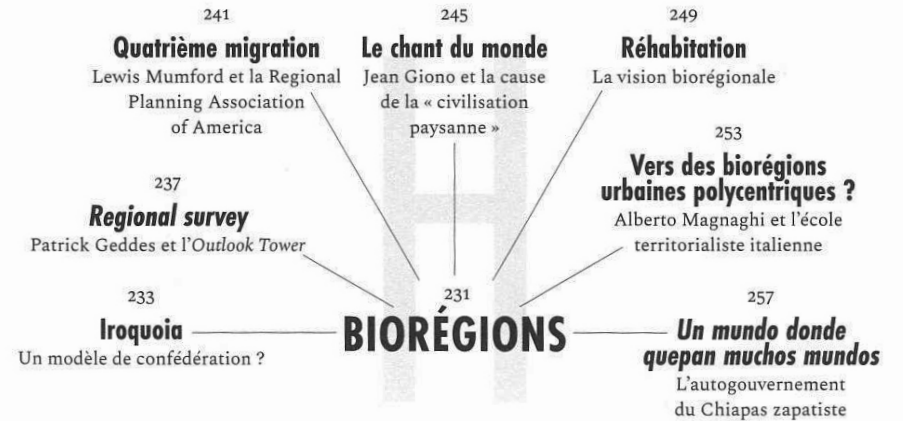 241
Quatrième migration
Lewis Mumford et la Regional
Planning Association
of America
245
Le chant du monde
Jean Giono et la cause
de la « civilisation
paysanne »
249
Réhabitation
La vision biorégionale
237
Regional survey
Patrick Geddes et l'Outlook Tower
253
Vers des biorégions
urbaines polycentriques ?
Alberto Magnaghi et l'école
territorialiste italienne
233
Iroquoia
Un modèle de confédération ?
231
BIORÉGIONS
257
Un mundo donde
quepan muchos mundos
L'autogouvernement
du Chiapas zapatiste